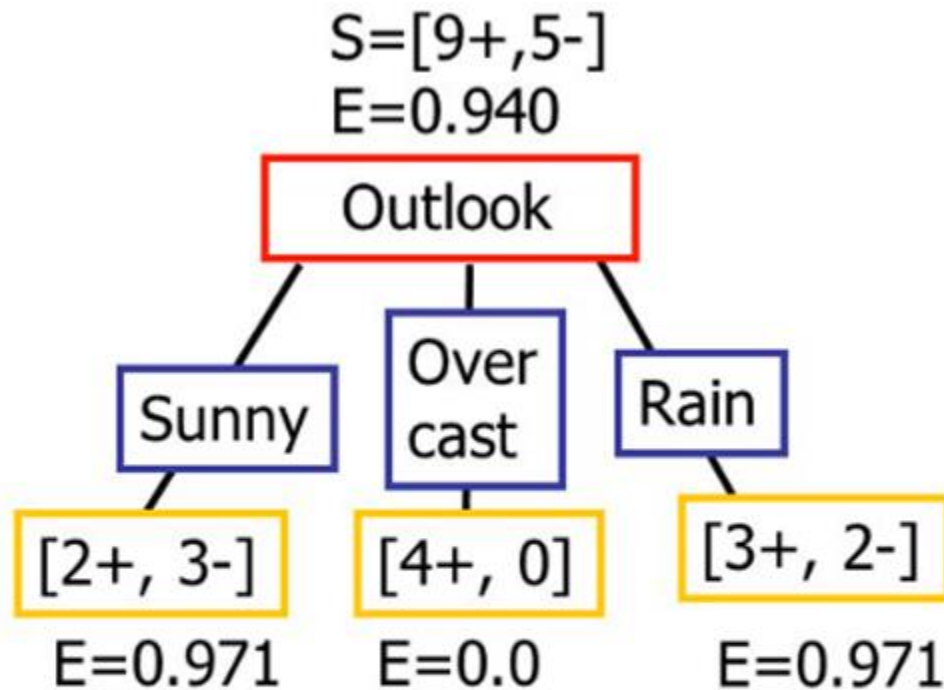 S=[9+,5-]
E=0.940
Outlook
Sunny
Over
cast
Rain
[2+, 3-]
[4+, 0]
[3+, 2-]
E=0.971
E=0.0
E=0.971